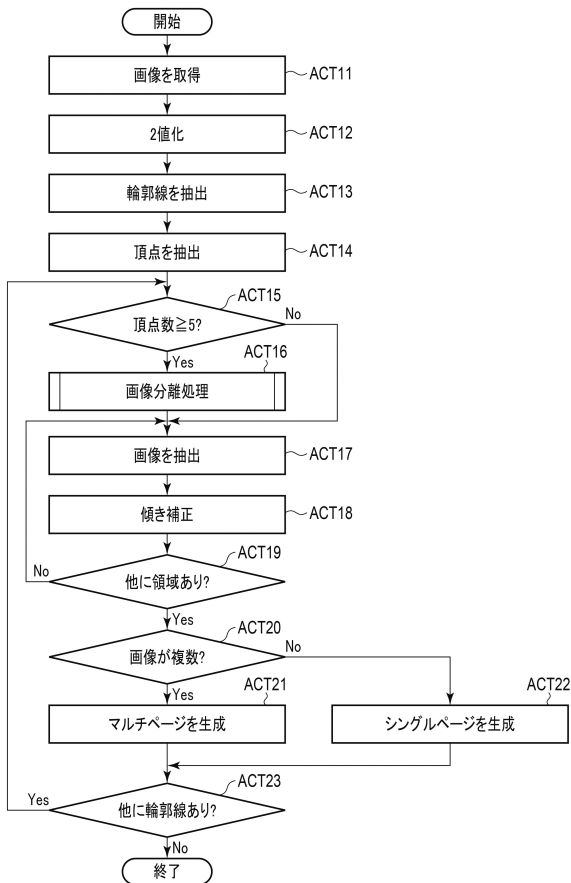 開始
画像を取得
ACT11
2値化
ACT12
輪郭線を抽出
ACT13
頂点を抽出
ACT14
ACT15
頂点数≧5?
No
Yes
ACT16
画像分離処理
画像を抽出
ACT17
傾き補正
ACT18
ACT19
他に領域あり?
No
Yes
ACT20
画像が複数?
No
Yes
ACT21
マルチページを生成
ACT22
シングルページを生成
ACT23
他に輪郭線あり?
Yes
No
終了